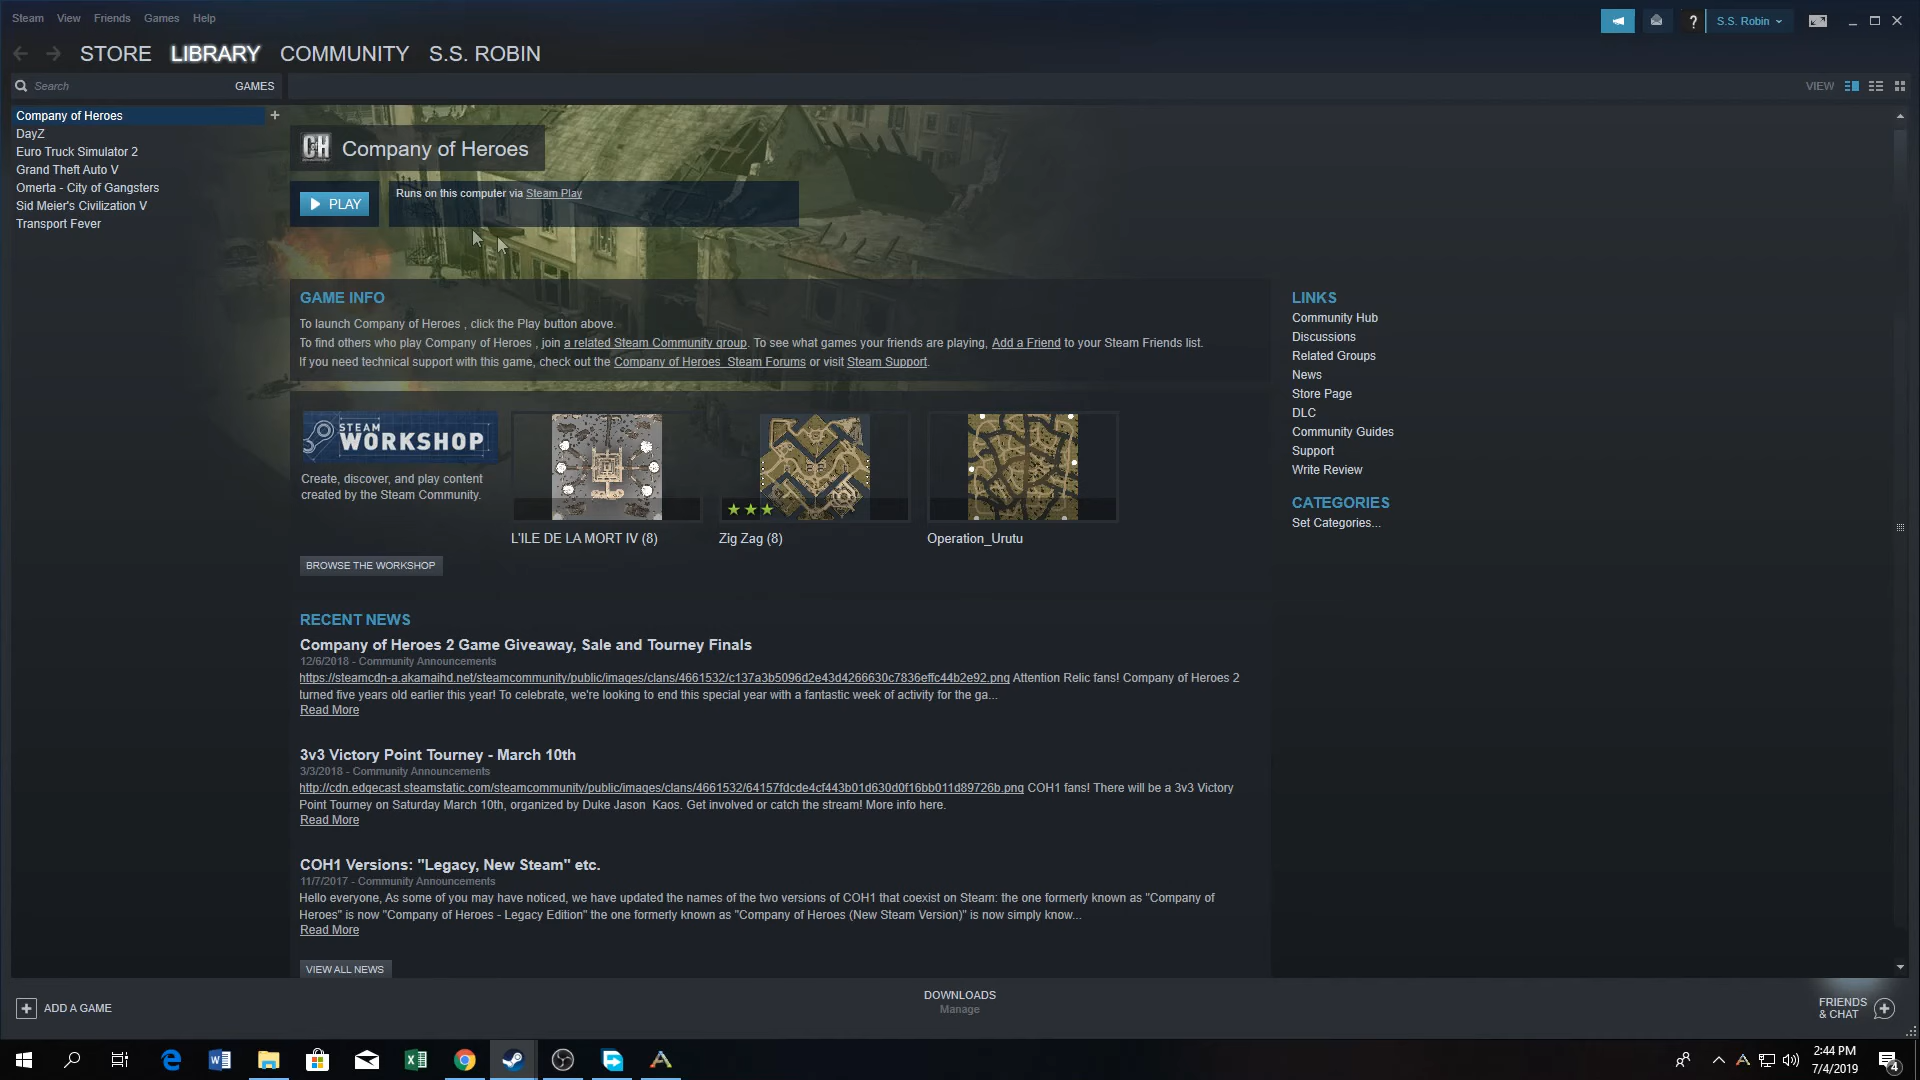 Steam View Friends Games Help
S.S. Robin
STORE LIBRARY COMMUNITY S.S. ROBIN
Search GAMES
VIEW
Company of Heroes
DayZ
Euro Truck Simulator 2
Grand Theft Auto V
Omerta - City of Gangsters
Sid Meier's Civilization V
Transport Fever
Company of Heroes
PLAY
Runs on this computer via Steam Play
GAME INFO
To launch Company of Heroes , click the Play button above.
To find others who play Company of Heroes , join a related Steam Community group. To see what games your friends are playing, Add a Friend to your Steam Friends list.
If you need technical support with this game, check out the Company of Heroes Steam Forums or visit Steam Support.
LINKS
Community Hub
Discussions
Related Groups
News
Store Page
DLC
Community Guides
Support
Write Review
CATEGORIES
Set Categories...
STEAM
WORKSHOP
Create, discover, and play content
created by the Steam Community.
L'ILE DE LA MORT IV (8)
Zig Zag (8)
Operation_Urutu
BROWSE THE WORKSHOP
RECENT NEWS
Company of Heroes 2 Game Giveaway, Sale and Tourney Finals
12/6/2018 - Community Announcements
https://steamcdn-a.akamaihd.net/steamcommunity/public/images/clans/4661532/c137a3b5096d2e43d4266630c7836effc44b2e92.png Attention Relic fans! Company of Heroes 2
turned five years old earlier this year! To celebrate, we're looking to end this special year with a fantastic week of activity for the ga...
Read More
3v3 Victory Point Tourney - March 10th
3/3/2018 - Community Announcements
http://cdn.edgecast.steamstatic.com/steamcommunity/public/images/clans/4661532/64157fdcde4cf443b01d630d0f16bb011d89726b.png COH1 fans! There will be a 3v3 Victory
Point Tourney on Saturday March 10th, organized by Duke Jason Kaos. Get involved or catch the stream! More info here.
Read More
COH1 Versions: "Legacy, New Steam" etc.
11/7/2017 - Community Announcements
Hello everyone, As some of you may have noticed, we have updated the names of the two versions of COH1 that coexist on Steam: the one formerly known as "Company of
Heroes" is now "Company of Heroes - Legacy Edition" the one formerly known as "Company of Heroes (New Steam Version)" is now simply know...
Read More
VIEW ALL NEWS
ADD A GAME
DOWNLOADS
Manage
FRIENDS
& CHAT
2:44 PM
7/4/2019
4